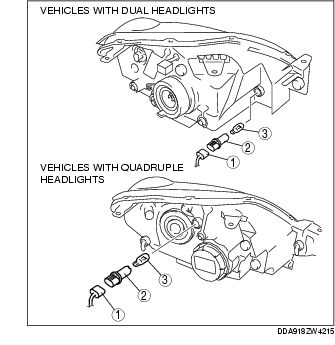 VEHICLES WITH DUAL HEADLIGHTS
3
2
1
VEHICLES WITH QUADRUPLE
HEADLIGHTS
3
2
1
DDA918ZW4215